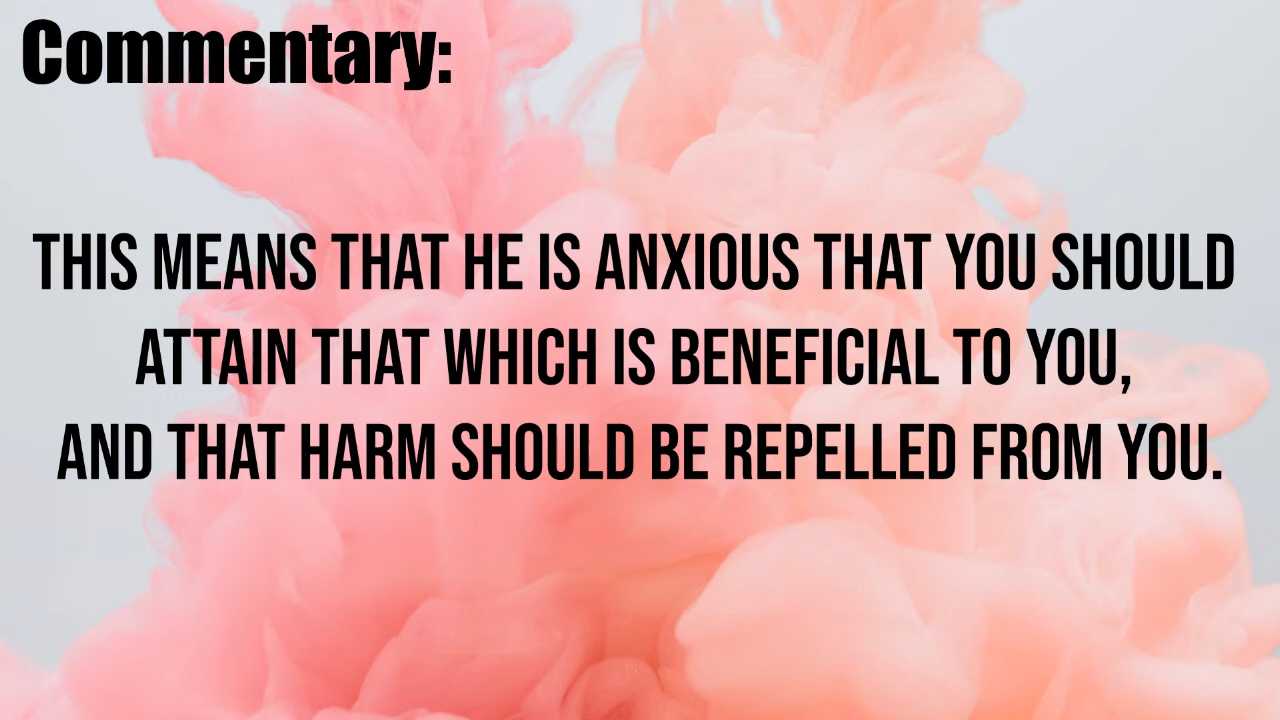 Commentary:
THIS MEANS THAT HE IS ANXIOUS THAT YOU SHOULD
ATTAIN THAT WHICH IS BENEFICIAL TO YOU,
AND THAT HARM SHOULD BE REPELLED FROM YOU.